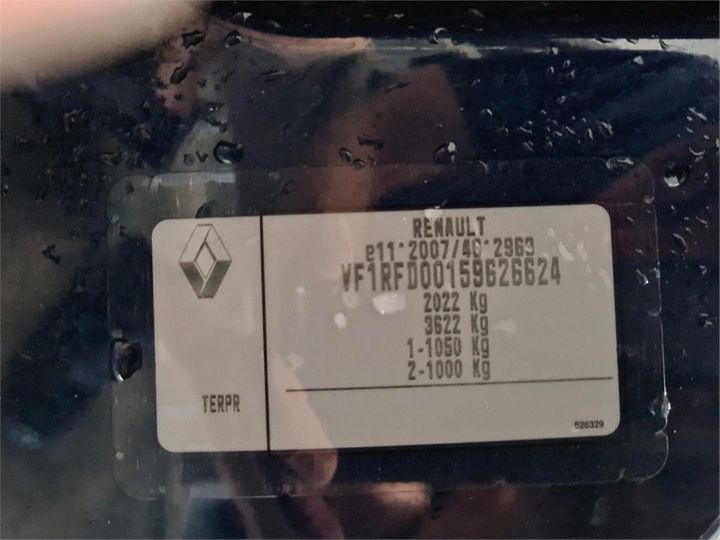 RENAULT
e11*2007/46*2963
VF1RFD00159626624
2022 Kg
3622 Kg
1-1050 Kg
2-1000 Kg
TERPR
526329